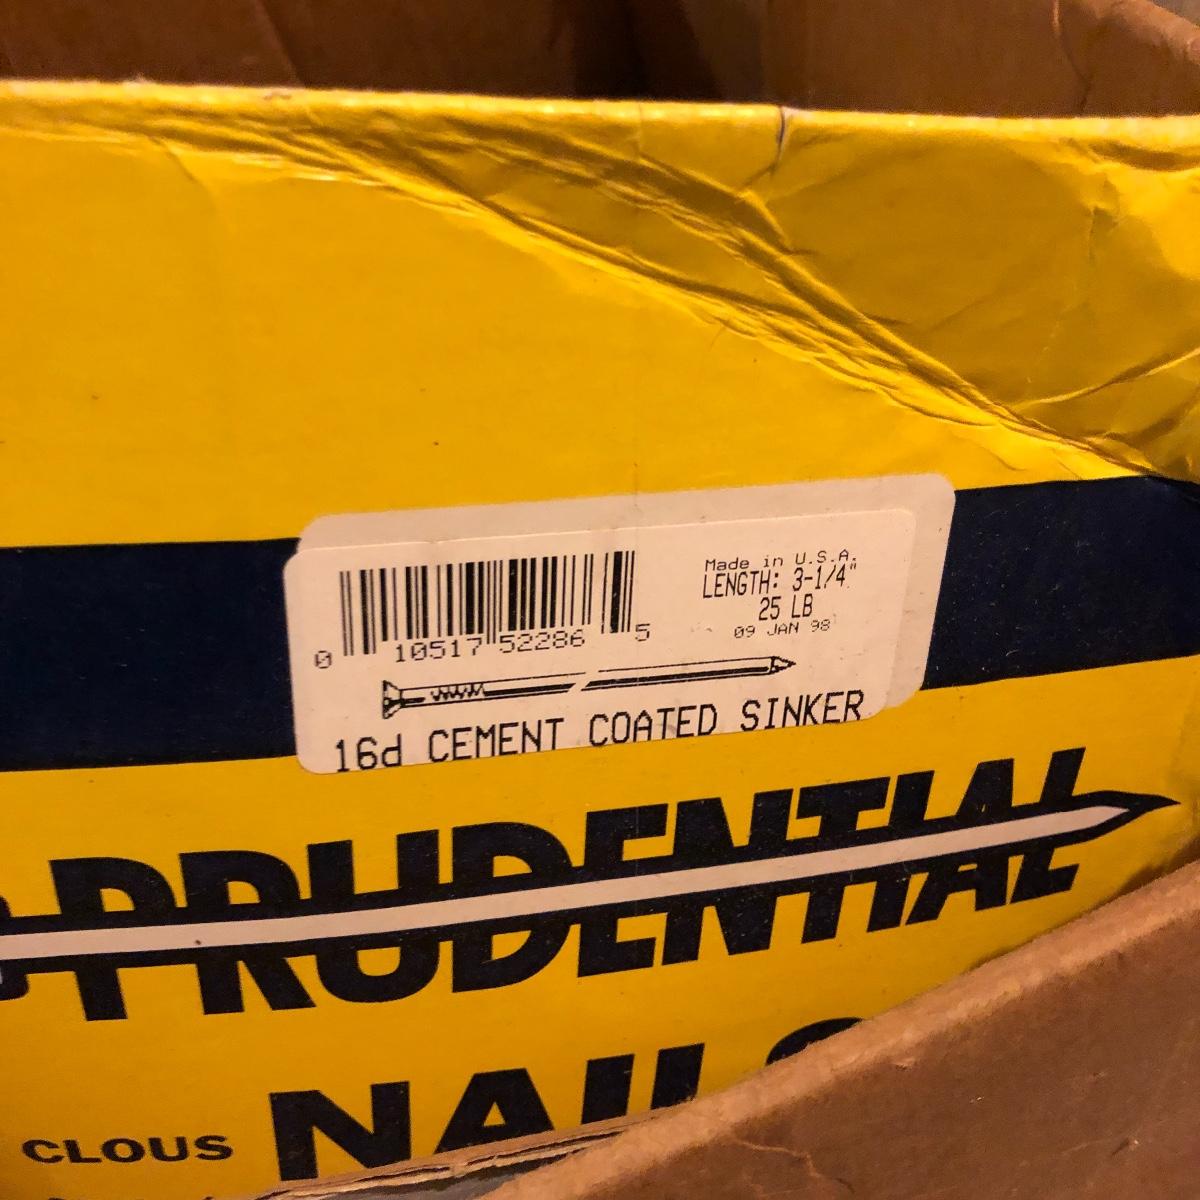 Made in U.S.A.
LENGTH: 3-1/4"
25 LB
09 JAN 98
0 10517 52286 5
16d CEMENT COATED SINKER
PRUDENTIAL
CLOUS NAILS